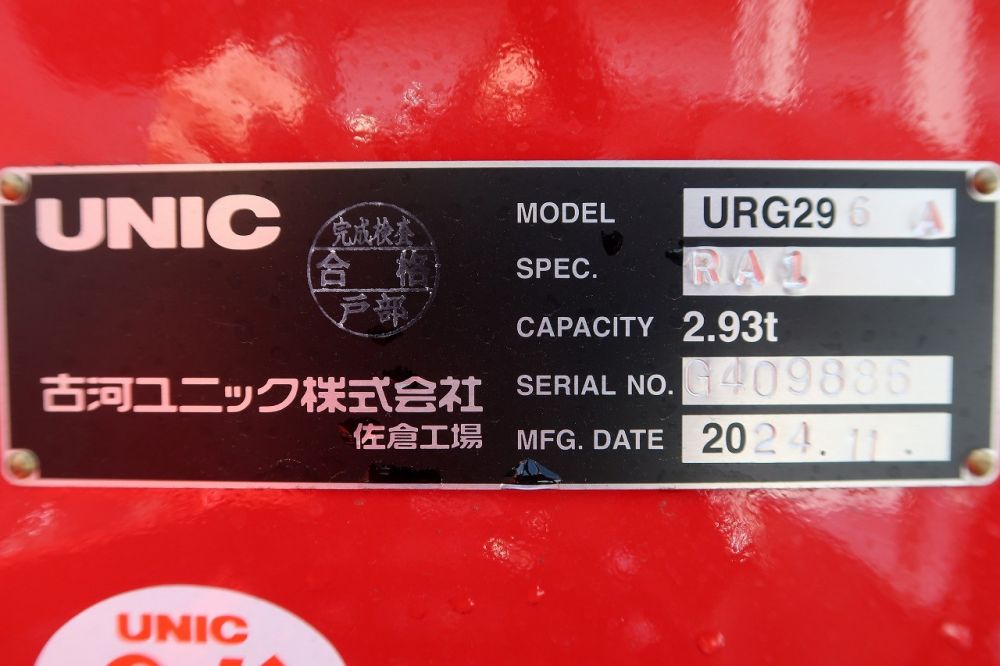 UNIC
完成検査
合格
戸部
古河ユニック株式会社
佐倉工場
MODEL URG296 A
SPEC. RA1
CAPACITY 2.93t
SERIAL NO. G409886
MFG. DATE 2024.11.
UNIC